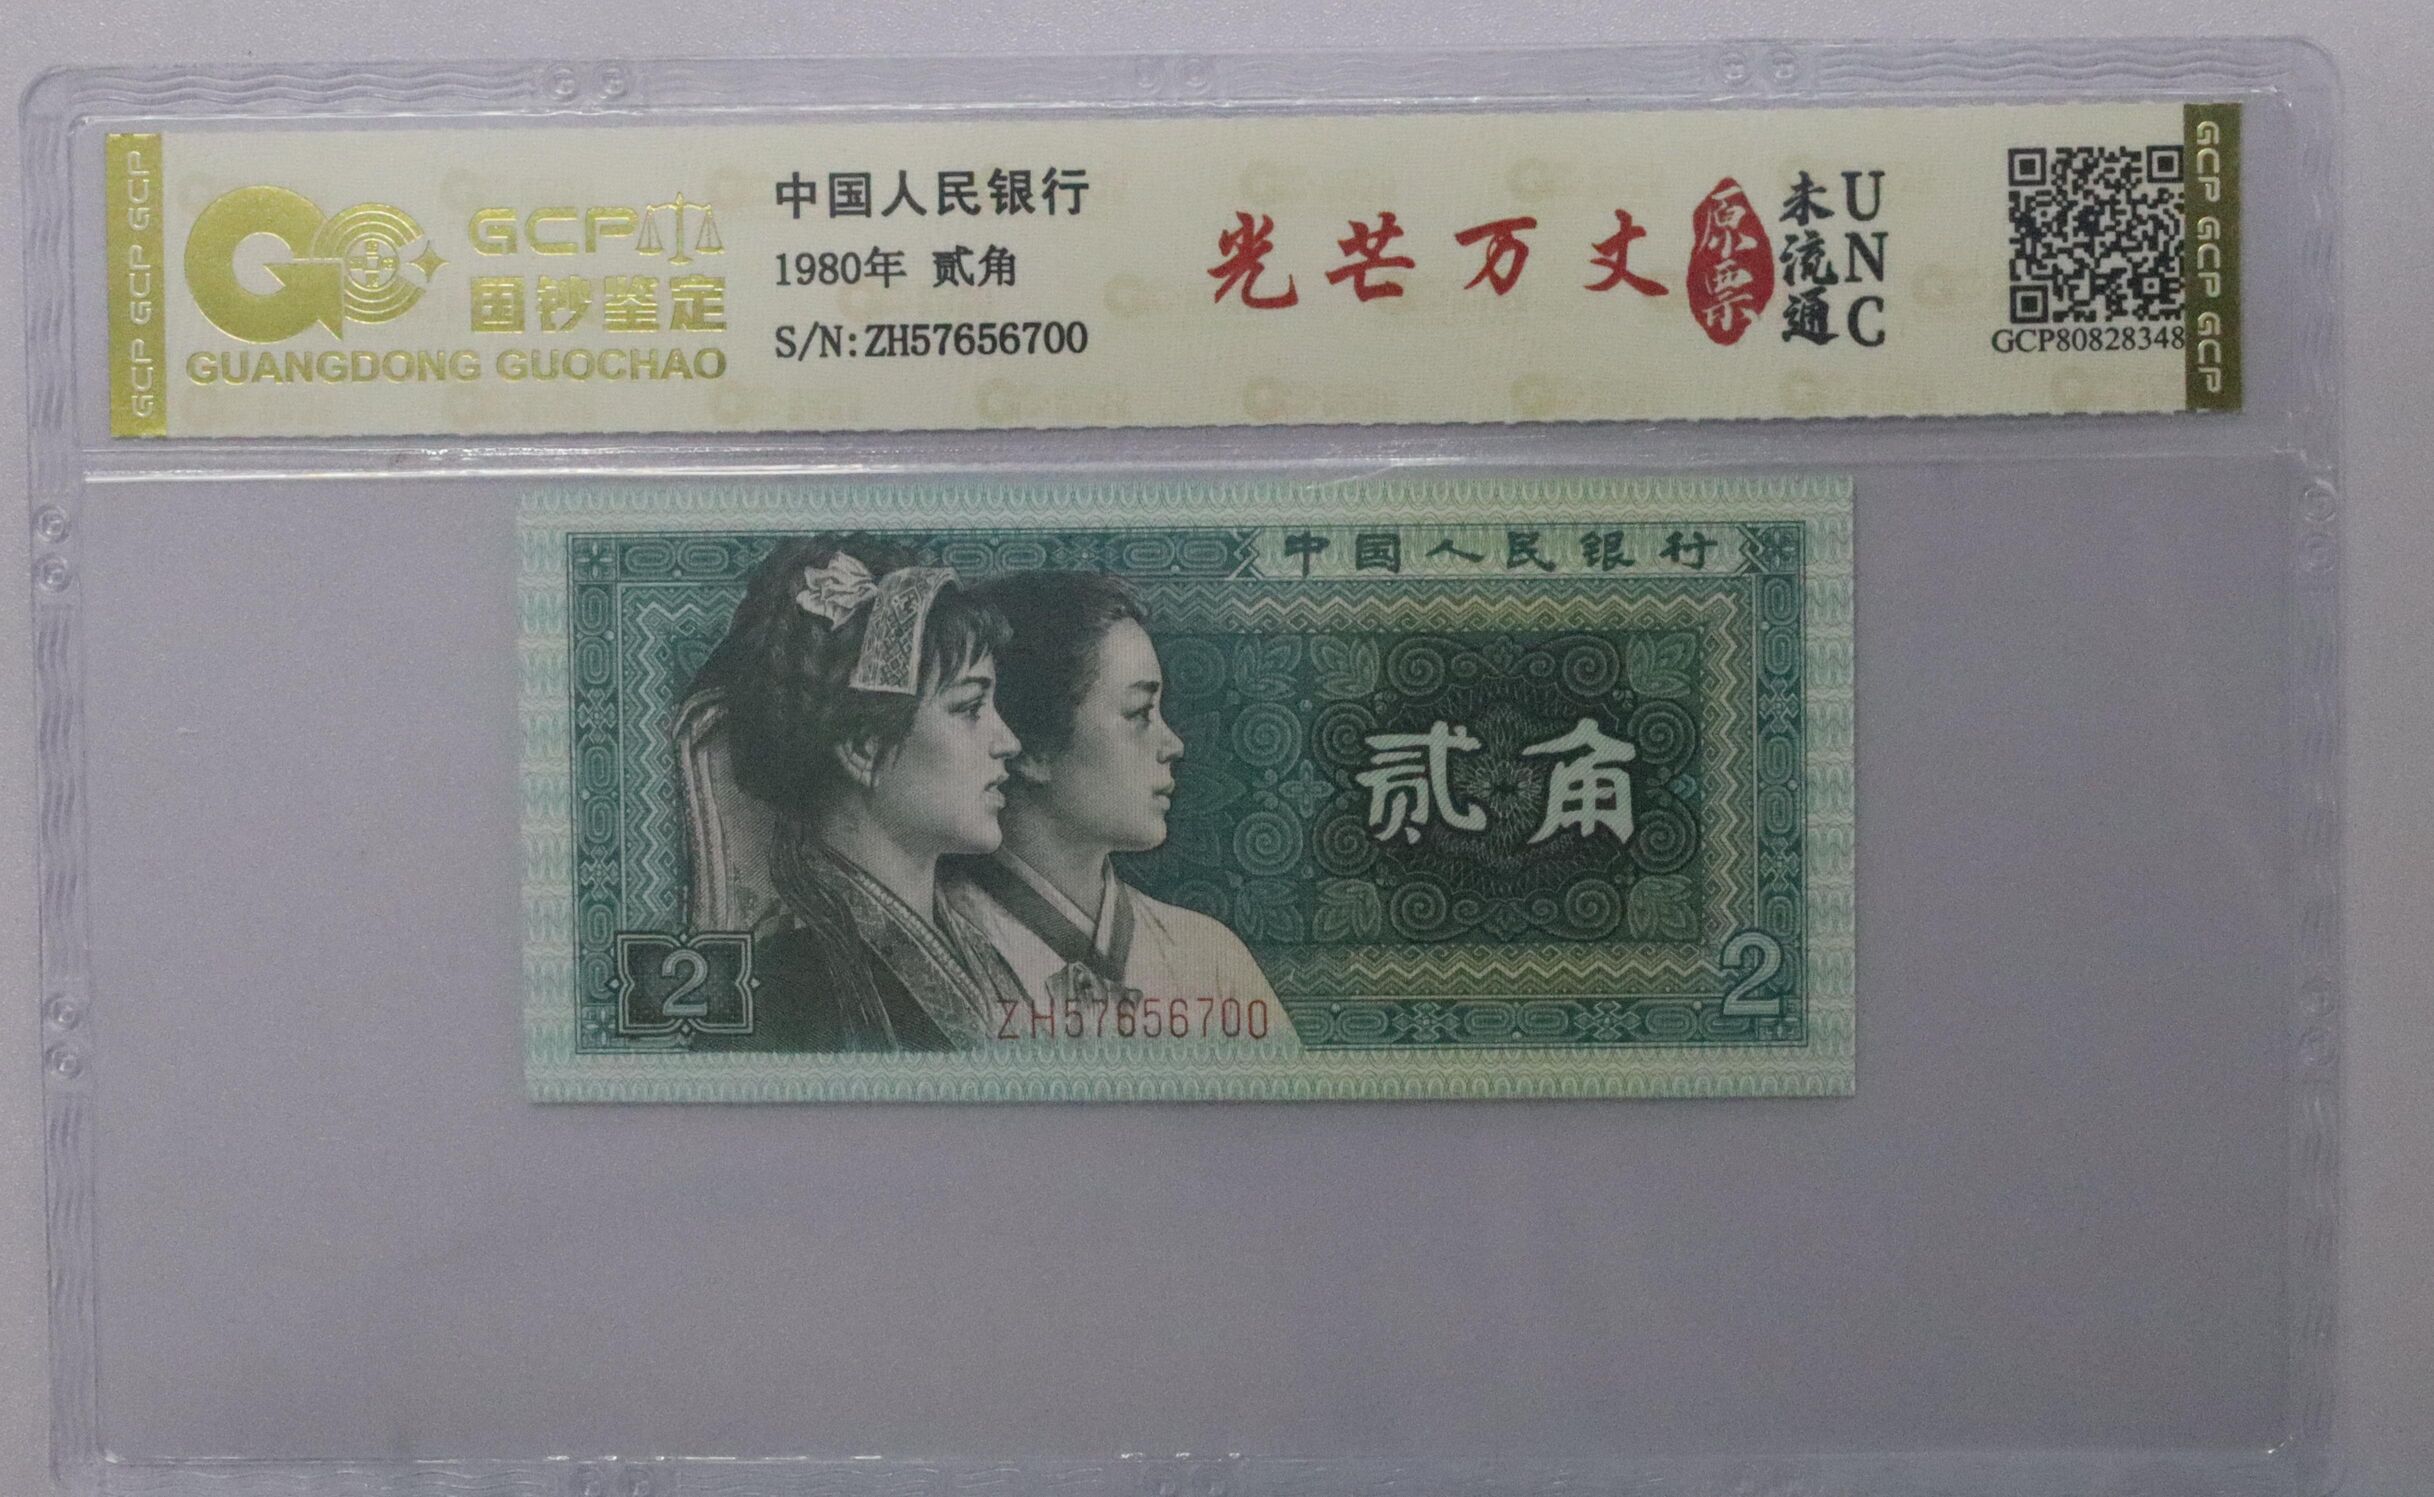 GCP GCP GCP
GCP
国钞鉴定
GUANGDONG GUOCHAO
中国人民银行
1980年 贰角
S/N:ZH57656700
光芒万丈
原票
未流通
UNC
GCP80828348
GCP GCP GCP
中国人民银行
贰角
2
2
ZH57656700